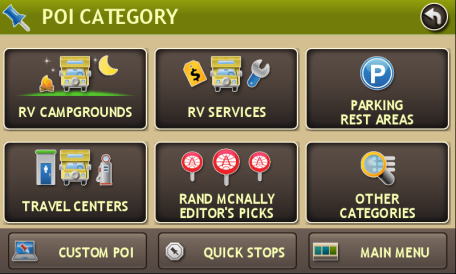 POI CATEGORY
RV CAMPGROUNDS
$
RV SERVICES
P
PARKING
REST AREAS
TRAVEL CENTERS
RAND MCNALLY
EDITOR'S PICKS
OTHER
CATEGORIES
CUSTOM POI
QUICK STOPS
MAIN MENU